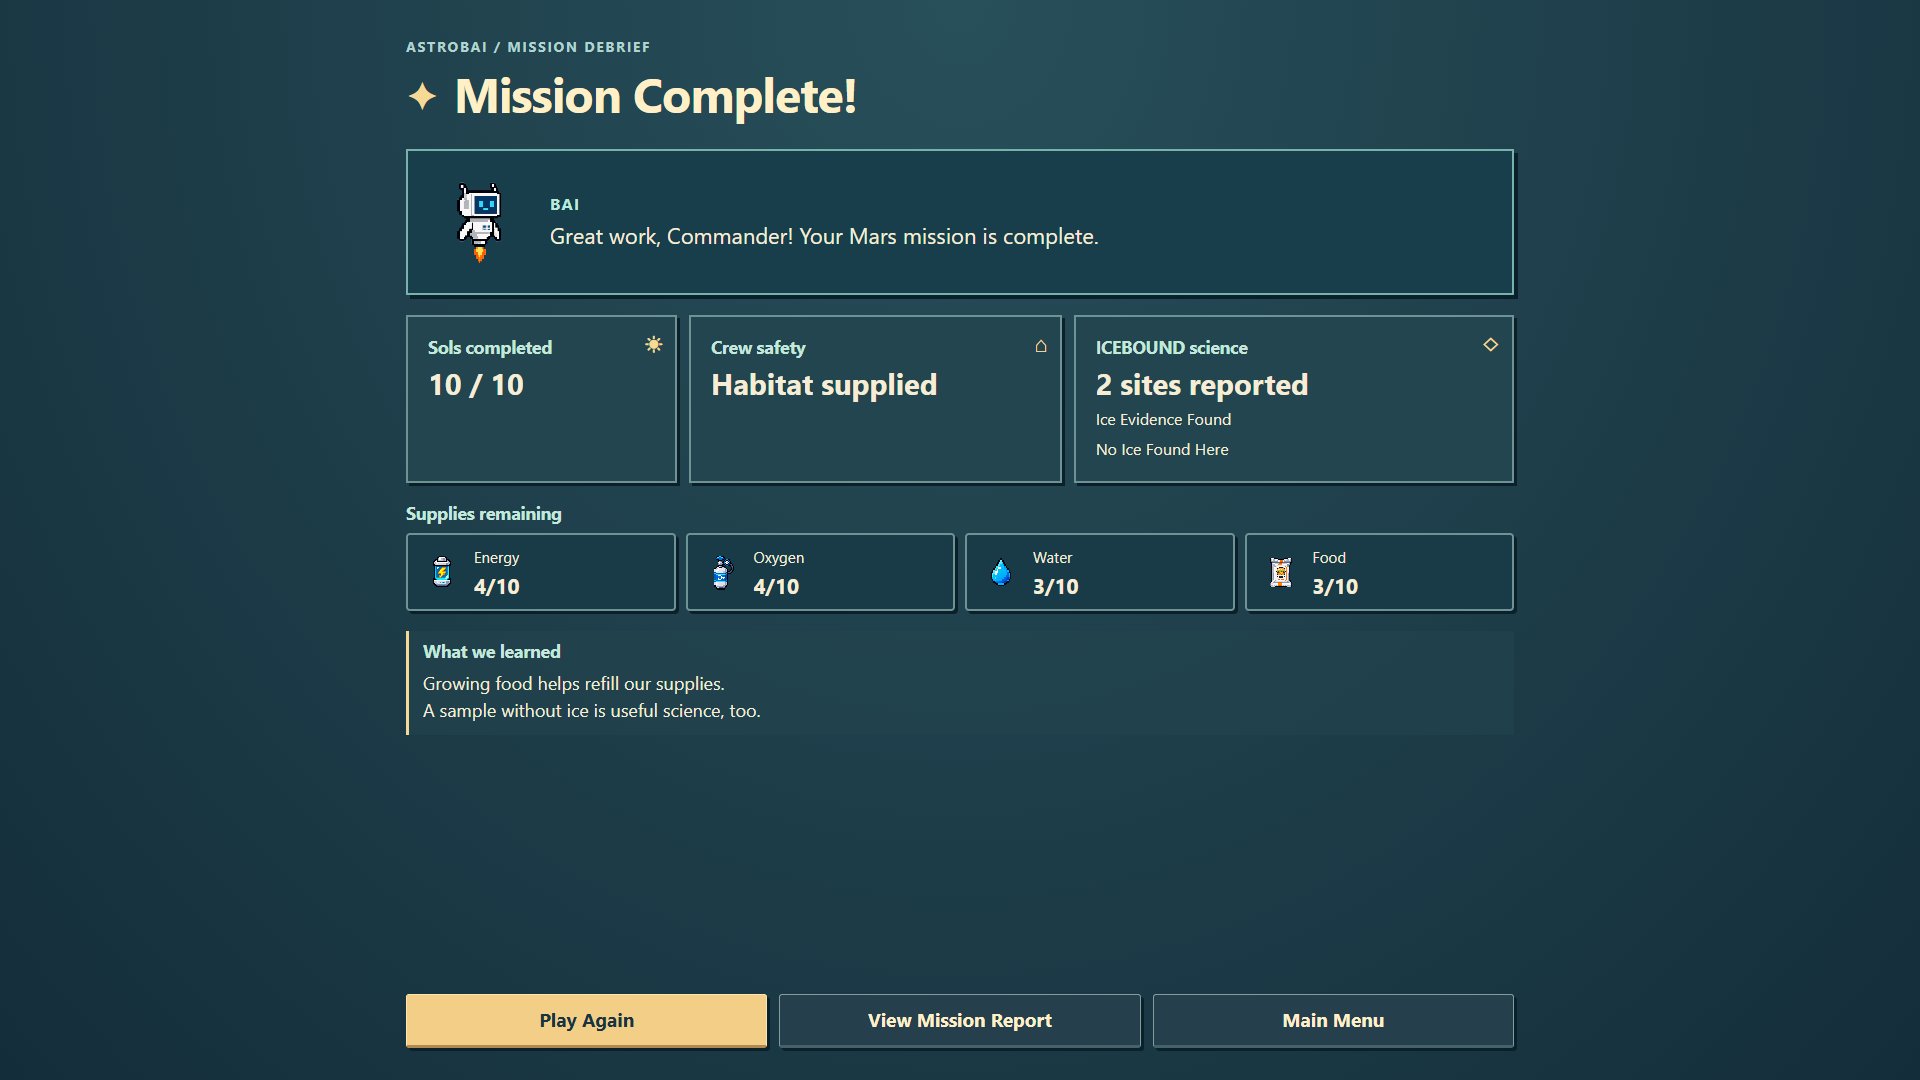 ASTROBAI / MISSION DEBRIEF
Mission Complete!
BAI
Great work, Commander! Your Mars mission is complete.
Sols completed
10 / 10
Crew safety
Habitat supplied
ICEBOUND science
2 sites reported
Ice Evidence Found
No Ice Found Here
Supplies remaining
Energy
4/10
Oxygen
4/10
Water
3/10
Food
3/10
What we learned
Growing food helps refill our supplies.
A sample without ice is useful science, too.
Play Again
View Mission Report
Main Menu